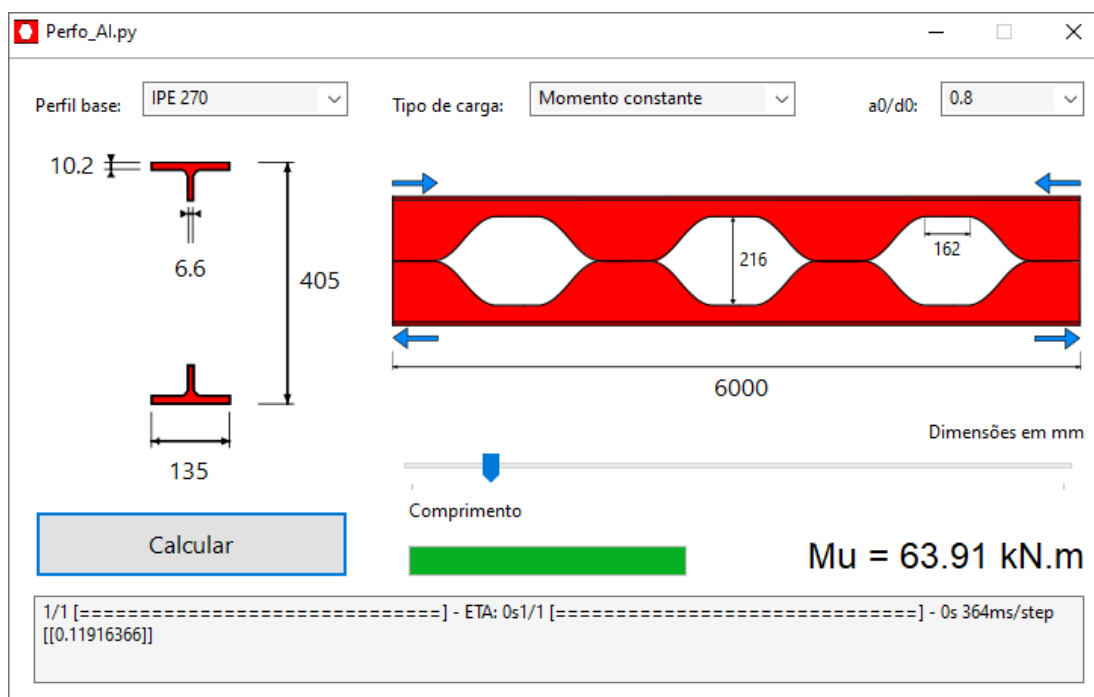 Perfo_Al.py
Perfil base:
IPE 270
Tipo de carga:
Momento constante
a0/d0:
0.8
10.2
6.6
405
135
216
162
6000
Dimensões em mm
Comprimento
Calcular
Mu = 63.91 kN.m
1/1 [==============================] - ETA: 0s1/1 [==============================] - 0s 364ms/step
[[0.11916366]]